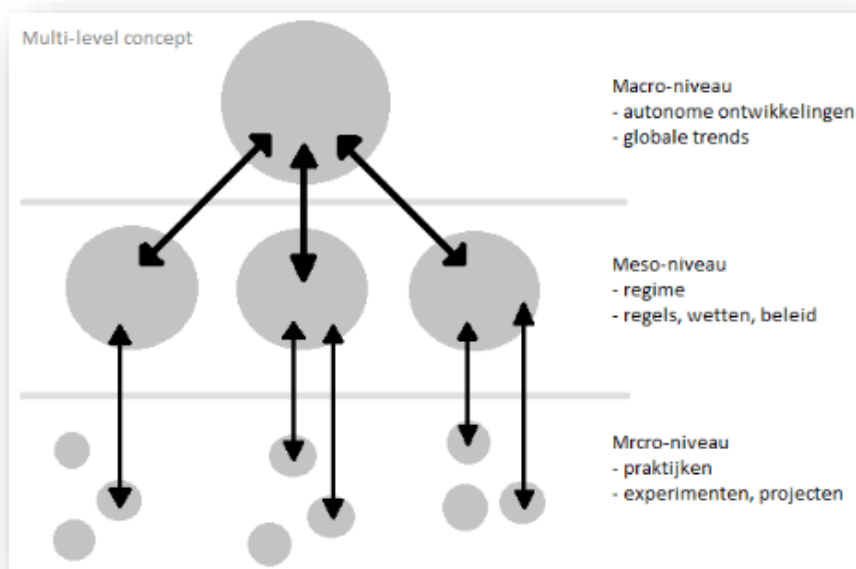 Multi-level concept
Macro-niveau
- autonome ontwikkelingen
- globale trends
Meso-niveau
- regime
- regels, wetten, beleid
Mrcro-niveau
- praktijken
- experimenten, projecten